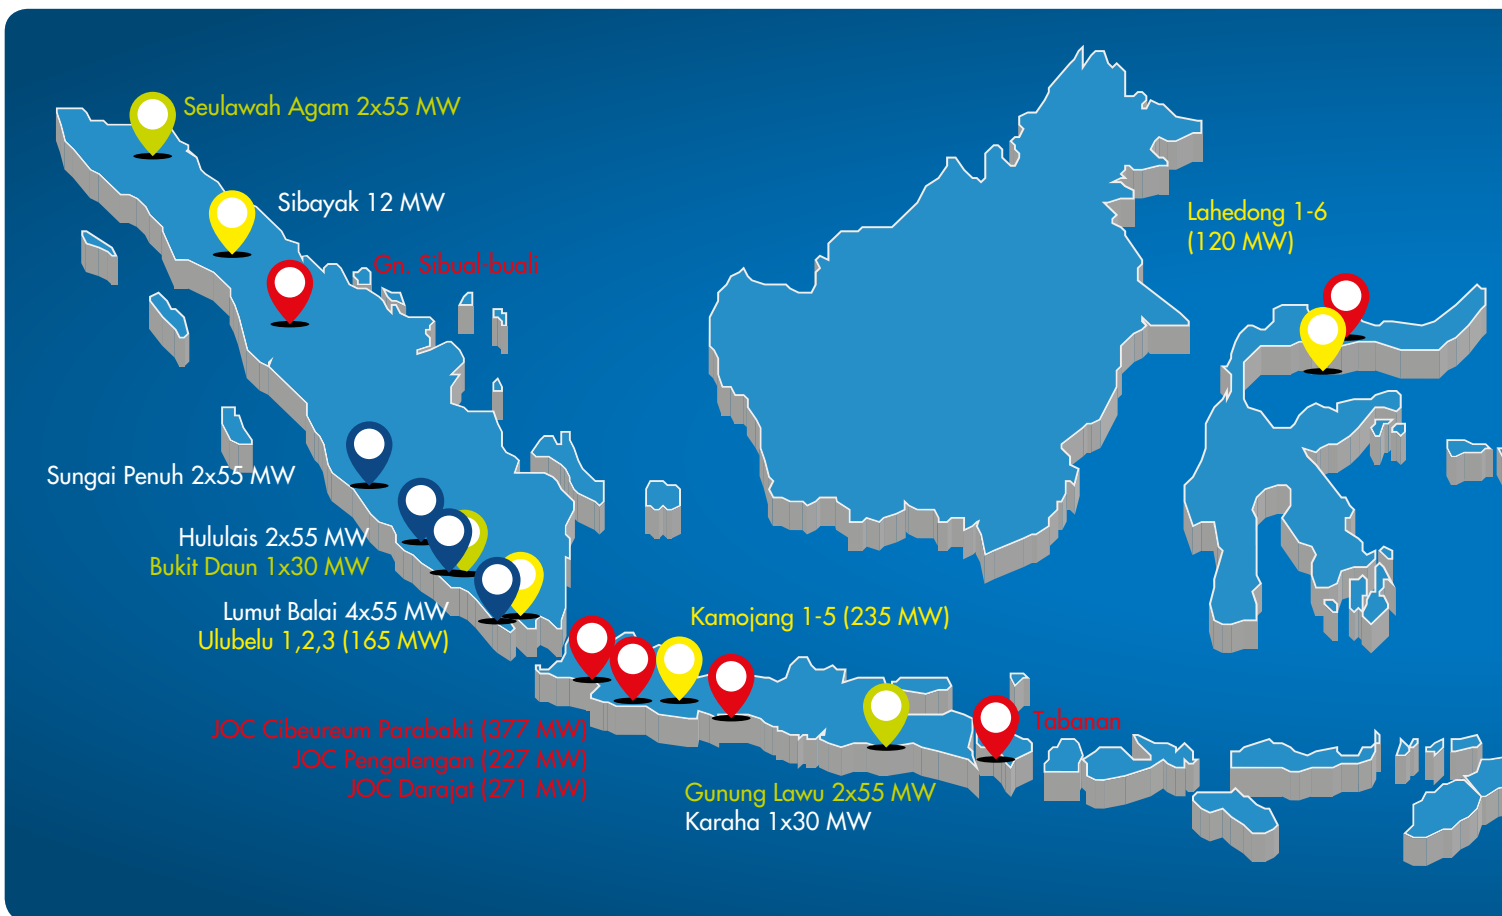 Seulawah Agam 2x55 MW
Sibayak 12 MW
Gn. Sibual-buali
Lahedong 1-6
(120 MW)
Sungai Penuh 2x55 MW
Hululais 2x55 MW
Bukit Daun 1x30 MW
Lumut Balai 4x55 MW
Ulubelu 1,2,3 (165 MW)
Kamojang 1-5 (235 MW)
JOC Cibeureum Parabakti (377 MW)
JOC Pengalengan (227 MW)
JOC Darajat (271 MW)
Tabanan
Gunung Lawu 2x55 MW
Karaha 1x30 MW